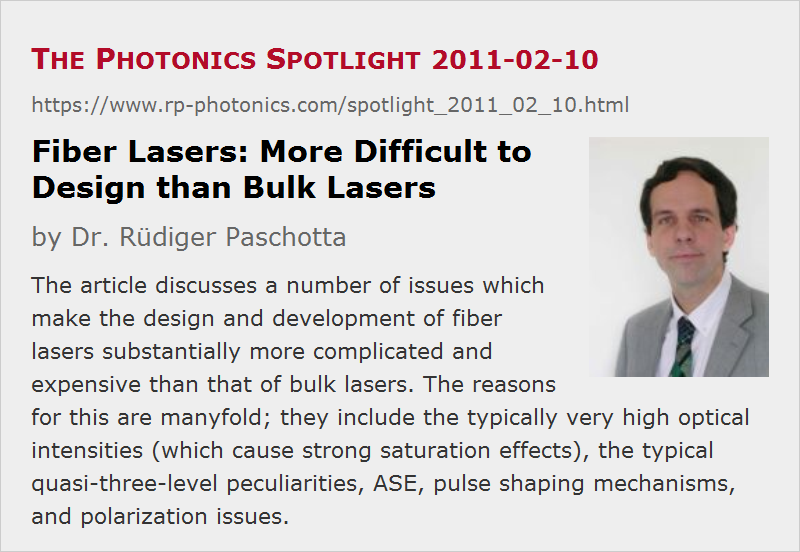 The Photonics Spotlight 2011-02-10
https://www.rp-photonics.com/spotlight_2011_02_10.html
Fiber Lasers: More Difficult to
Design than Bulk Lasers
by Dr. Rüdiger Paschotta
The article discusses a number of issues which
make the design and development of fiber
lasers substantially more complicated and
expensive than that of bulk lasers. The reasons
for this are manyfold; they include the typically very high optical
intensities (which cause strong saturation effects), the typical
quasi-three-level peculiarities, ASE, pulse shaping mechanisms,
and polarization issues.